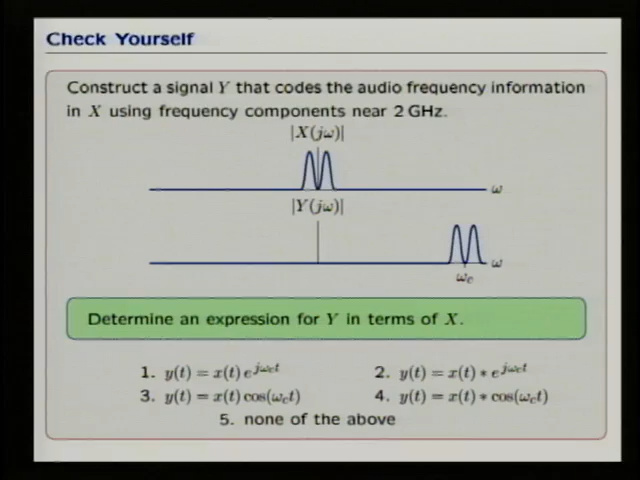 Check Yourself
Construct a signal Y that codes the audio frequency information
in X using frequency components near 2 GHz.
|X(jω)|
ω
|Y(jω)|
ω
ωc
Determine an expression for Y in terms of X.
1. y(t) = x(t) e^{jωct} 2. y(t) = x(t) * e^{jωct}
3. y(t) = x(t) cos(ωct) 4. y(t) = x(t) * cos(ωct)
5. none of the above